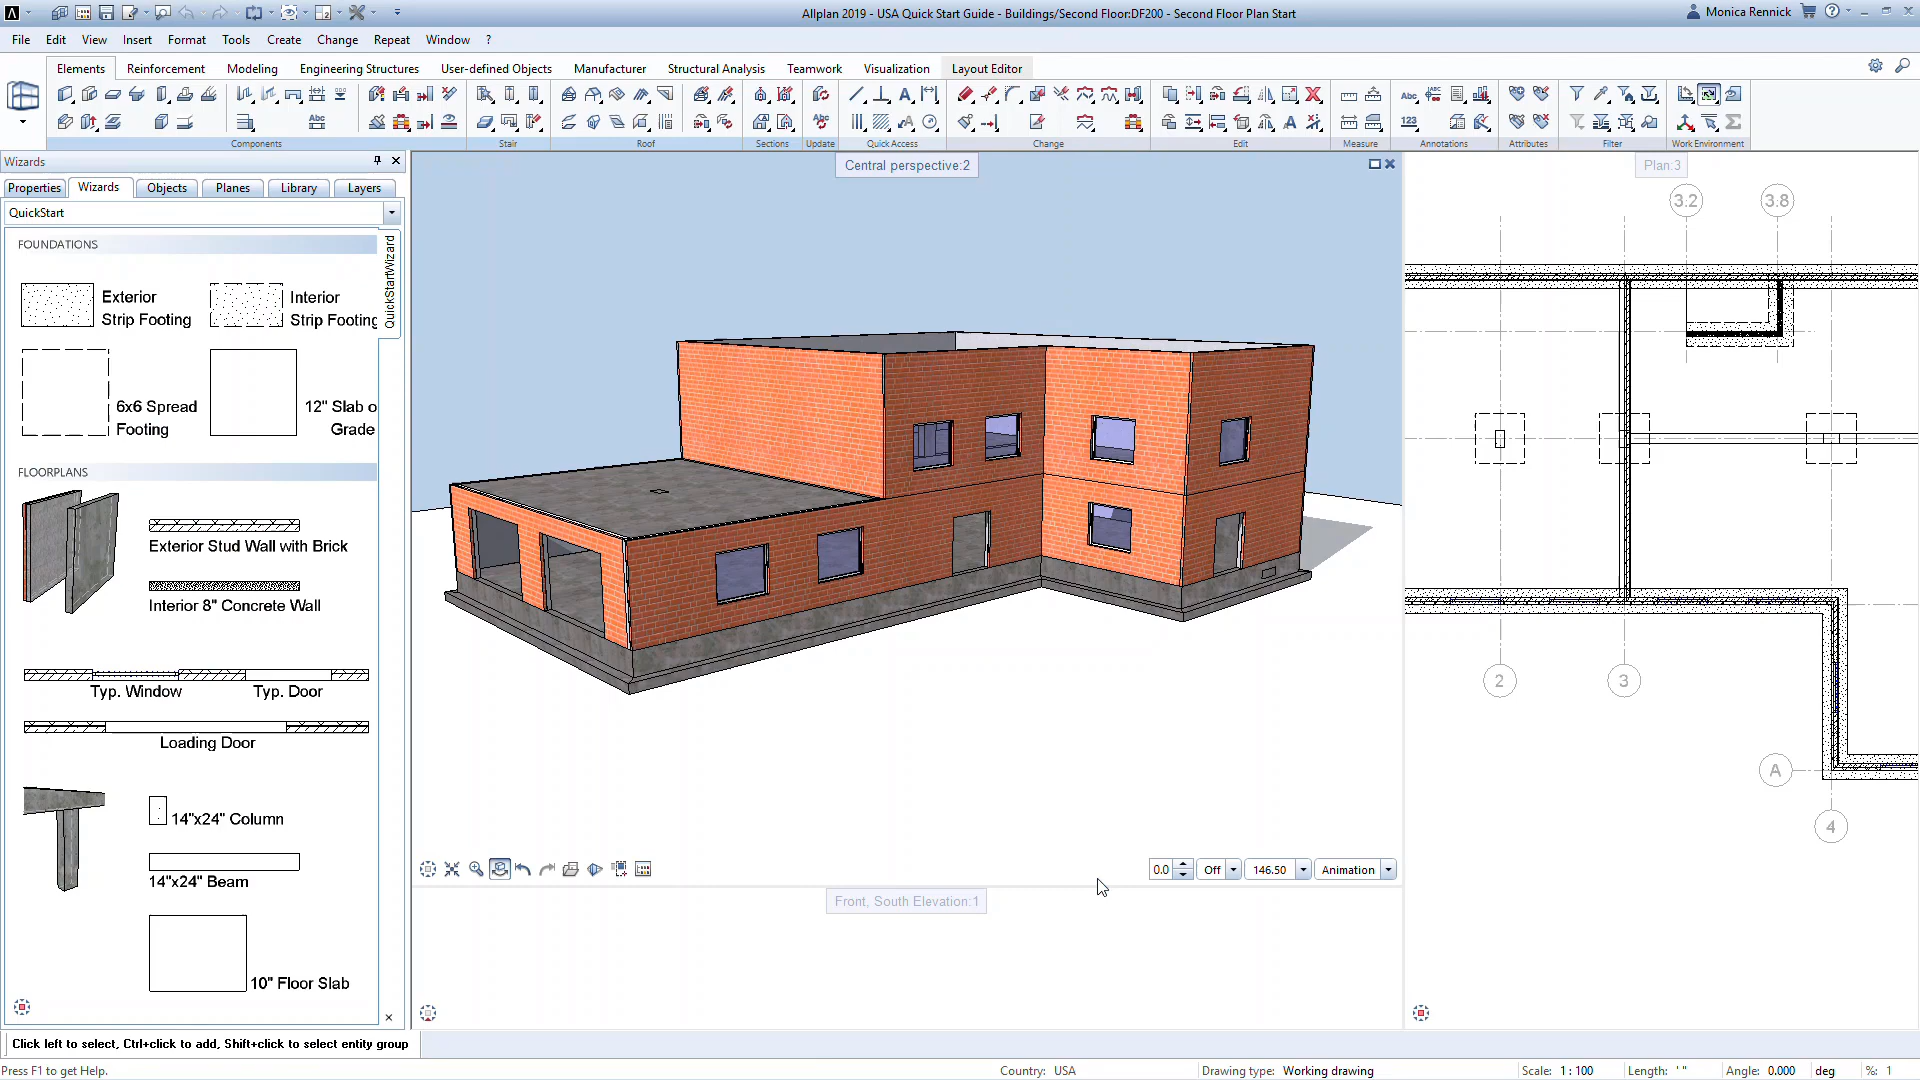 Allplan 2019 - USA Quick Start Guide - Buildings/Second Floor:DF200 - Second Floor Plan Start
Monica Rennick
File Edit View Insert Format Tools Create Change Repeat Window ?
Elements Reinforcement Modeling Engineering Structures User-defined Objects Manufacturer Structural Analysis Teamwork Visualization Layout Editor
Components Stair Roof Sections Update Quick Access Change Edit Measure Annotations Attributes Filter Work Environment
Wizards
Properties Wizards Objects Planes Library Layers
QuickStart
QuickStartWizard
FOUNDATIONS
Exterior
Strip Footing
Interior
Strip Footing
6x6 Spread
Footing
12" Slab o
Grade
FLOORPLANS
Exterior Stud Wall with Brick
Interior 8" Concrete Wall
Typ. Window Typ. Door
Loading Door
14"x24" Column
14"x24" Beam
10" Floor Slab
Central perspective:2
0.0 Off 146.50 Animation
Front, South Elevation:1
Plan:3
3.2 3.8
2 3
A
4
Click left to select, Ctrl+click to add, Shift+click to select entity group
Press F1 to get Help.
Country: USA
Drawing type: Working drawing
Scale: 1 : 100
Length: ' "
Angle: 0.000 deg
%: 1